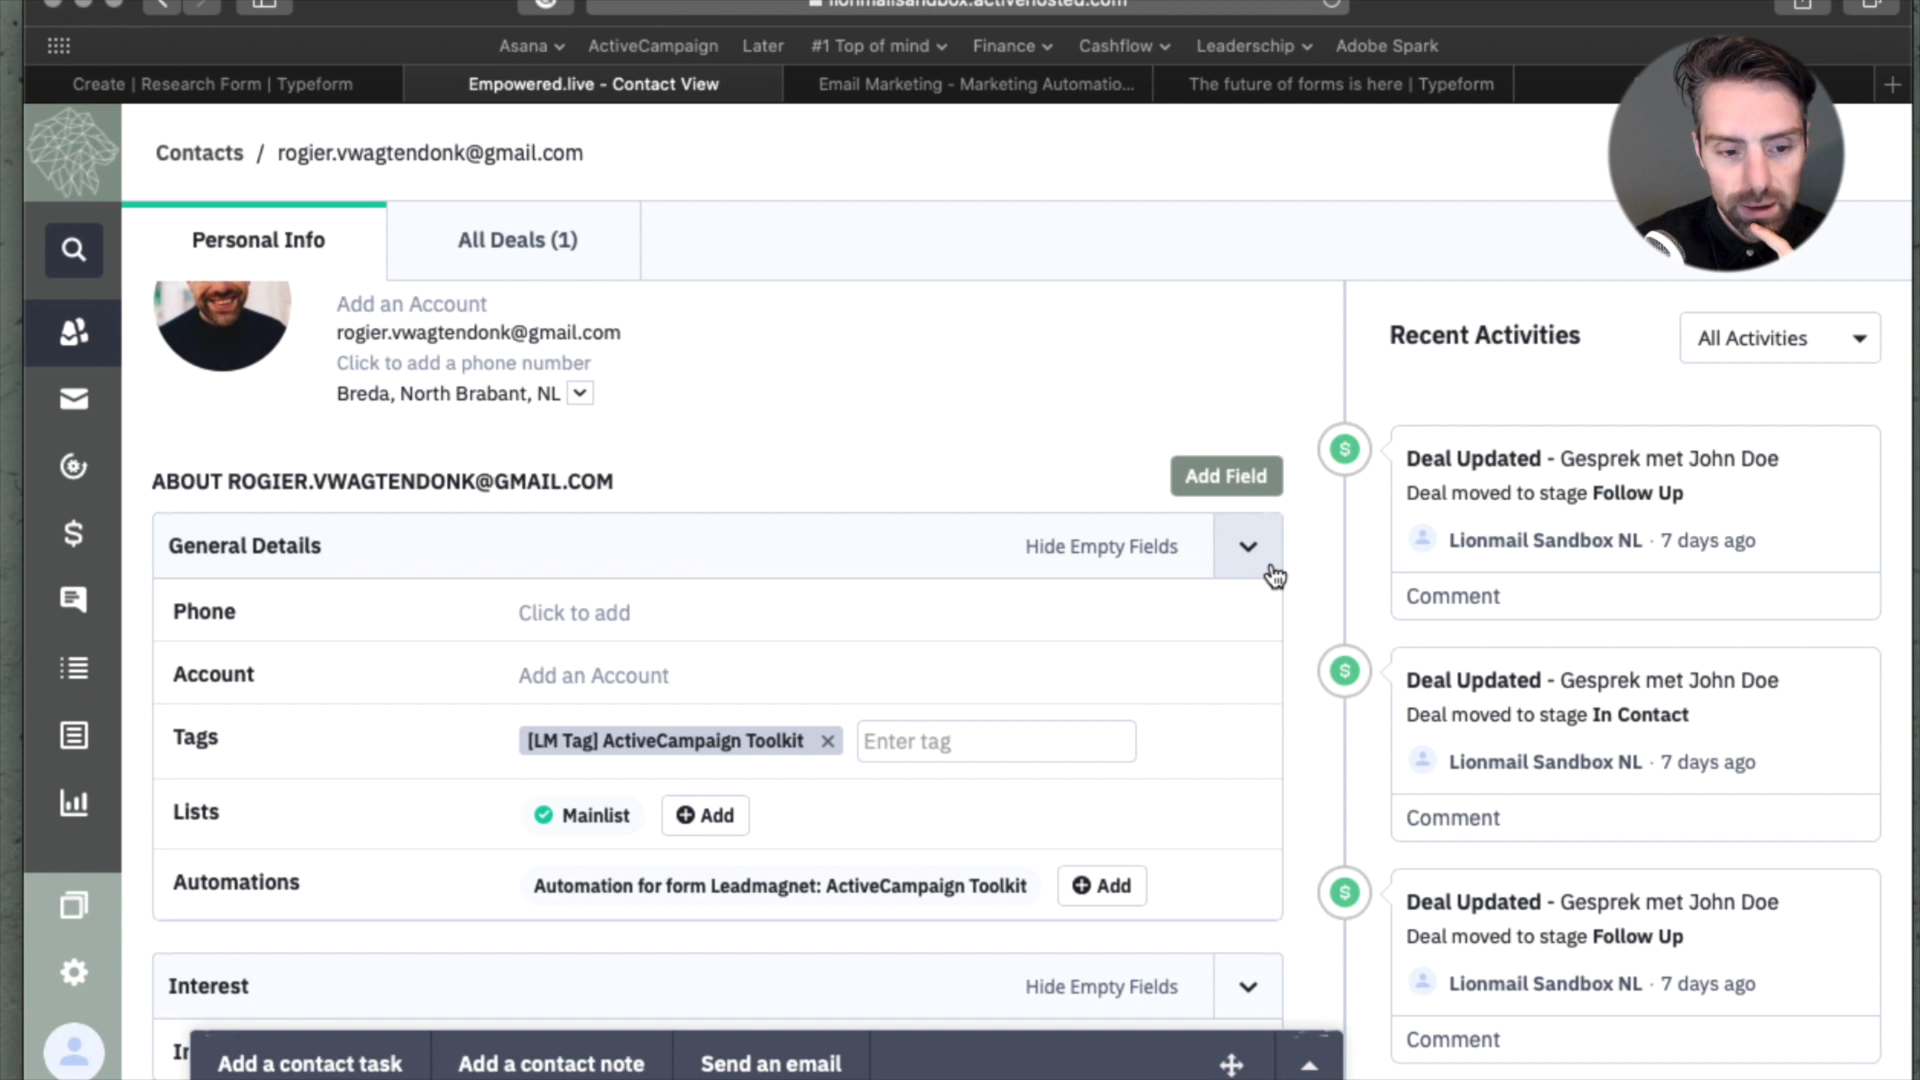 lionmailsandbox.activehosted.com
Asana ActiveCampaign Later #1 Top of mind Finance Cashflow Leaderschip Adobe Spark
Create | Research Form | Typeform Empowered.live - Contact View Email Marketing - Marketing Automatio... The future of forms is here | Typeform
Contacts / rogier.vwagtendonk@gmail.com
Personal Info All Deals (1)
Add an Account
rogier.vwagtendonk@gmail.com
Click to add a phone number
Breda, North Brabant, NL
ABOUT ROGIER.VWAGTENDONK@GMAIL.COM Add Field
General Details Hide Empty Fields
Phone Click to add
Account Add an Account
Tags [LM Tag] ActiveCampaign Toolkit Enter tag
Lists Mainlist Add
Automations Automation for form Leadmagnet: ActiveCampaign Toolkit Add
Interest Hide Empty Fields
Add a contact task Add a contact note Send an email
Recent Activities All Activities
Deal Updated - Gesprek met John Doe
Deal moved to stage Follow Up
Lionmail Sandbox NL · 7 days ago
Comment
Deal Updated - Gesprek met John Doe
Deal moved to stage In Contact
Lionmail Sandbox NL · 7 days ago
Comment
Deal Updated - Gesprek met John Doe
Deal moved to stage Follow Up
Lionmail Sandbox NL · 7 days ago
Comment